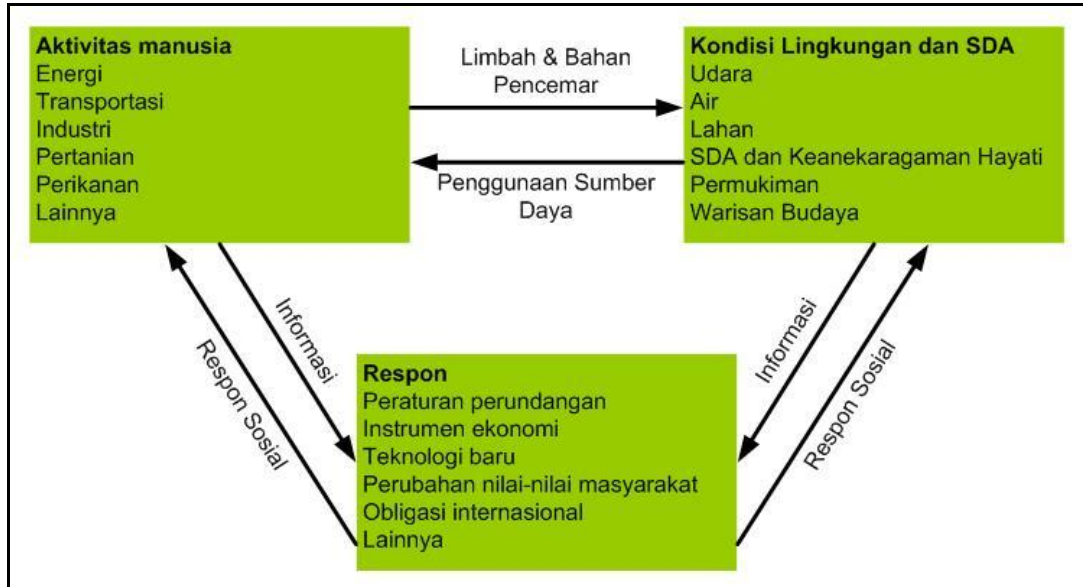 Aktivitas manusia
Energi
Transportasi
Industri
Pertanian
Perikanan
Lainnya
Limbah & Bahan
Pencemar
Penggunaan Sumber
Daya
Kondisi Lingkungan dan SDA
Udara
Air
Lahan
SDA dan Keanekaragaman Hayati
Permukiman
Warisan Budaya
Respon Sosial
Informasi
Informasi
Respon Sosial
Respon
Peraturan perundangan
Instrumen ekonomi
Teknologi baru
Perubahan nilai-nilai masyarakat
Obligasi internasional
Lainnya